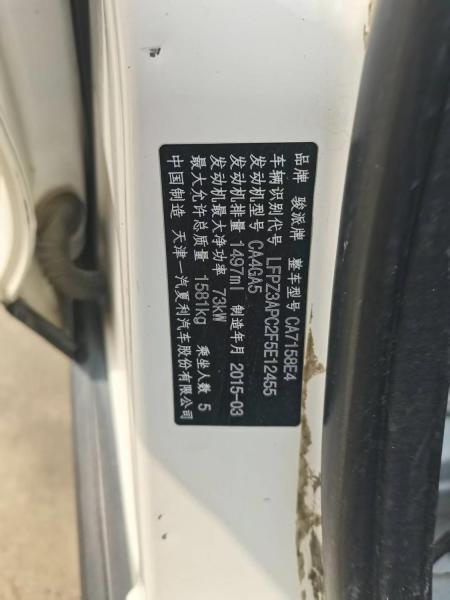 品牌 骏派牌 整车型号 CA7158E4
车辆识别代号 LFPZ3APC2F5E12455
发动机型号 CA4GA5
发动机排量 1497ml 制造年月 2015-03
发动机最大净功率 73kW
最大允许总质量 1581kg 乘坐人数 5
中国制造 天津一汽夏利汽车股份有限公司